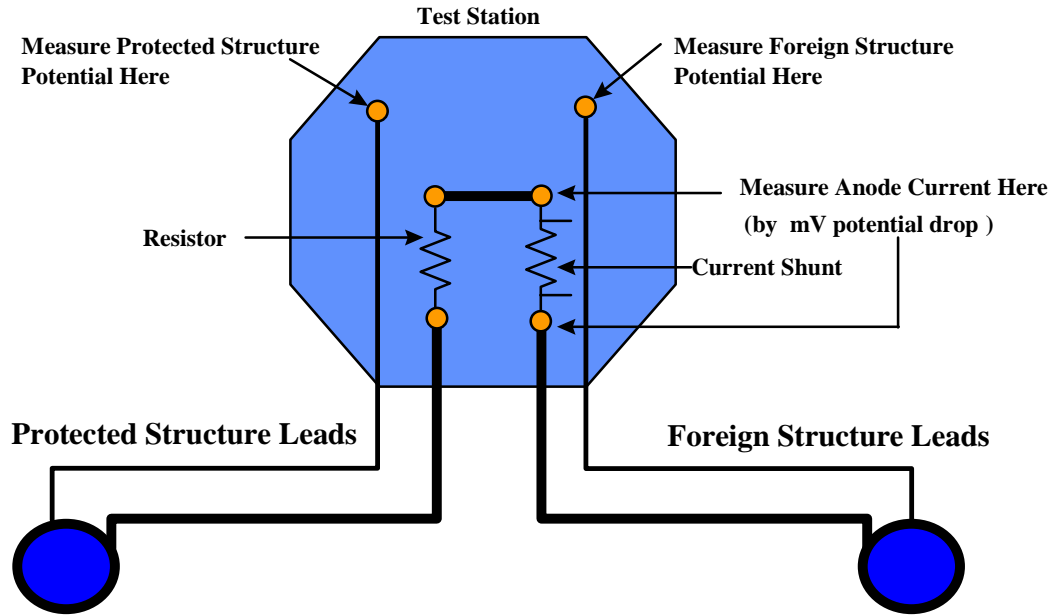 Test Station
Measure Protected Structure
Potential Here
Measure Foreign Structure
Potential Here
Measure Anode Current Here
(by mV potential drop )
Resistor
Current Shunt
Protected Structure Leads
Foreign Structure Leads